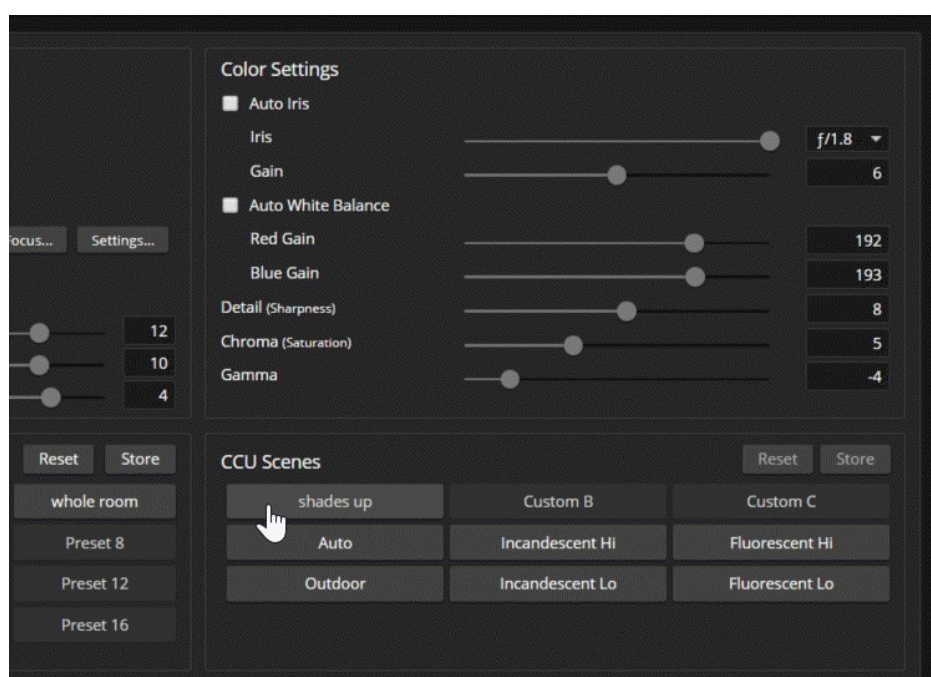 Color Settings
Auto Iris
Iris ƒ/1.8
Gain 6
Auto White Balance
Focus... Settings... Red Gain 192
Blue Gain 193
Detail (Sharpness) 8
12 Chroma (Saturation) 5
10
Gamma -4
4
Reset Store CCU Scenes Reset Store
whole room shades up Custom B Custom C
Preset 8 Auto Incandescent Hi Fluorescent Hi
Preset 12 Outdoor Incandescent Lo Fluorescent Lo
Preset 16